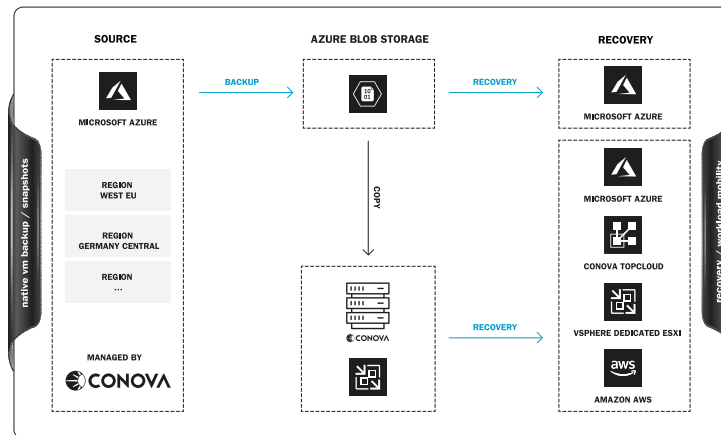 SOURCE
AZURE BLOB STORAGE
RECOVERY
native vm backup / snapshots
MICROSOFT AZURE
REGION
WEST EU
REGION
GERMANY CENTRAL
REGION
...
MANAGED BY
CONOVA
BACKUP
10
01
RECOVERY
COPY
CONOVA
RECOVERY
MICROSOFT AZURE
MICROSOFT AZURE
CONOVA TOPCLOUD
VSPHERE DEDICATED ESXI
aws
AMAZON AWS
recovery / workload mobility